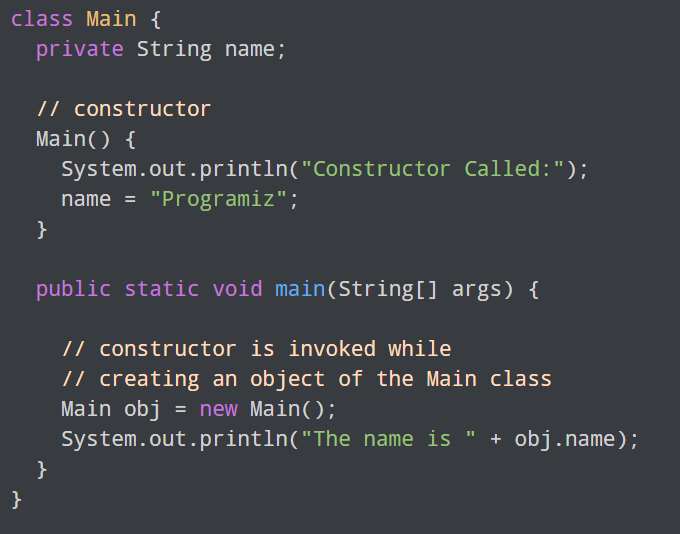 class Main {
  private String name;

  // constructor
  Main() {
    System.out.println("Constructor Called:");
    name = "Programiz";
  }

  public static void main(String[] args) {

    // constructor is invoked while
    // creating an object of the Main class
    Main obj = new Main();
    System.out.println("The name is " + obj.name);
  }
}